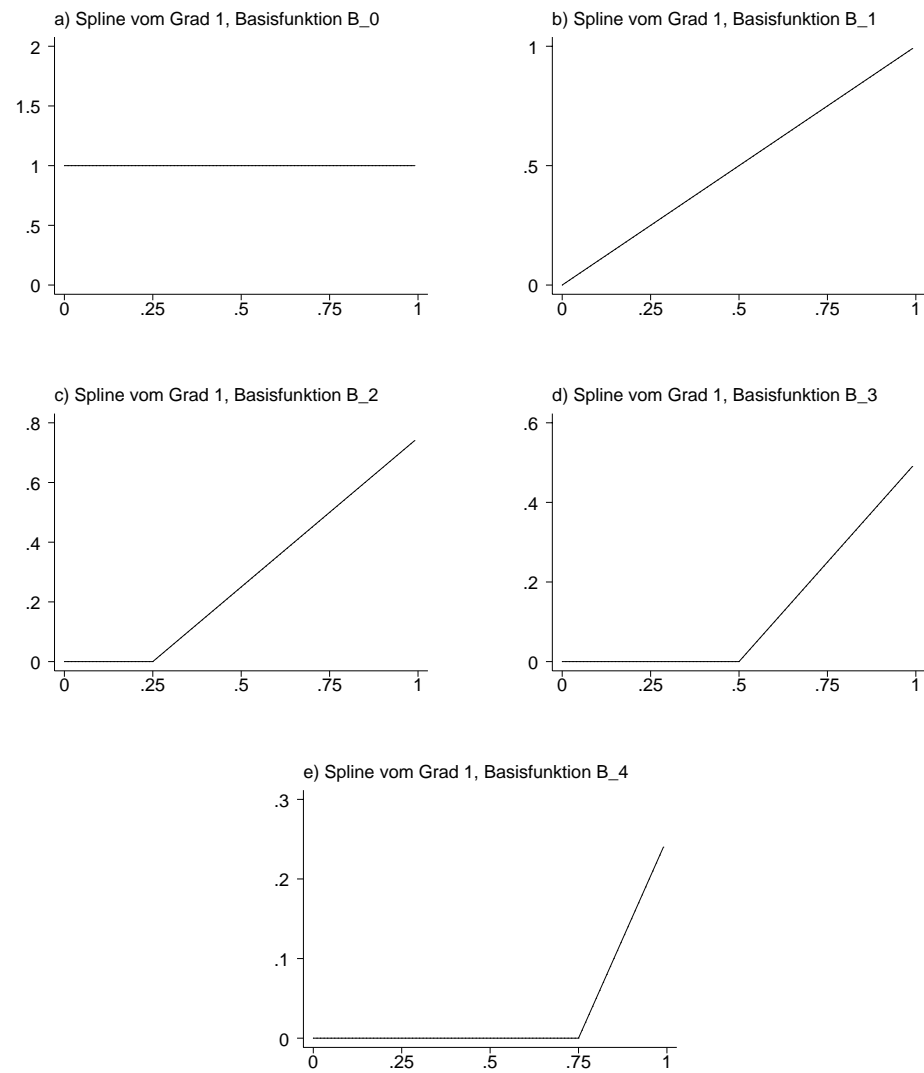 a) Spline vom Grad 1, Basisfunktion B_0
2
1.5
1
.5
0
0 .25 .5 .75 1
b) Spline vom Grad 1, Basisfunktion B_1
1
.5
0
0 .25 .5 .75 1
c) Spline vom Grad 1, Basisfunktion B_2
.8
.6
.4
.2
0
0 .25 .5 .75 1
d) Spline vom Grad 1, Basisfunktion B_3
.6
.4
.2
0
0 .25 .5 .75 1
e) Spline vom Grad 1, Basisfunktion B_4
.3
.2
.1
0
0 .25 .5 .75 1